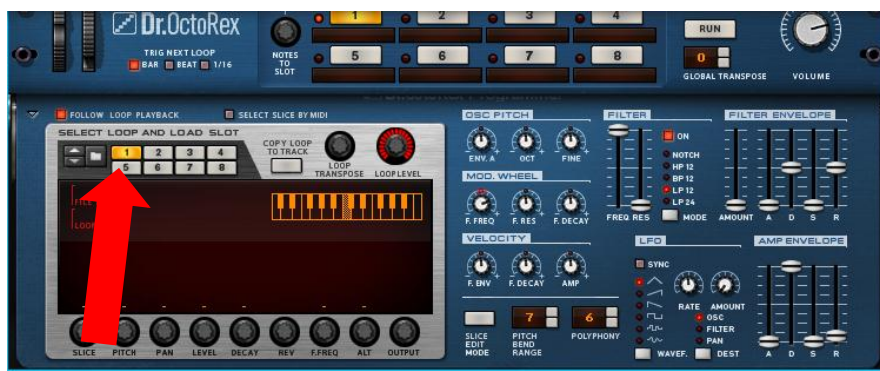 Dr.OctoRex
TRIG NEXT LOOP
BAR BEAT 1/16
NOTES
TO
SLOT
1 2 3 4
5 6 7 8
RUN
0
GLOBAL TRANSPOSE
VOLUME
FOLLOW LOOP PLAYBACK
SELECT SLICE BY MIDI
SELECT LOOP AND LOAD SLOT
1 2 3 4
5 6 7 8
COPY LOOP
TO TRACK
LOOP
TRANSPOSE
LOOP LEVEL
FILE
LOOP
SLICE PITCH PAN LEVEL DECAY REV F.FREQ ALT OUTPUT
OSC PITCH
ENV. A OCT FINE
MOD. WHEEL
F. FREQ F. RES F. DECAY
VELOCITY
F. ENV F. DECAY AMP
SLICE
EDIT
MODE
7
PITCH
BEND
RANGE
6
POLYPHONY
FILTER
ON
NOTCH
HP 12
BP 12
LP 12
LP 24
FREQ RES MODE
FILTER ENVELOPE
AMOUNT A D S R
LFO
SYNC
RATE AMOUNT
OSC
FILTER
PAN
WAVEF. DEST
AMP ENVELOPE
A D S R